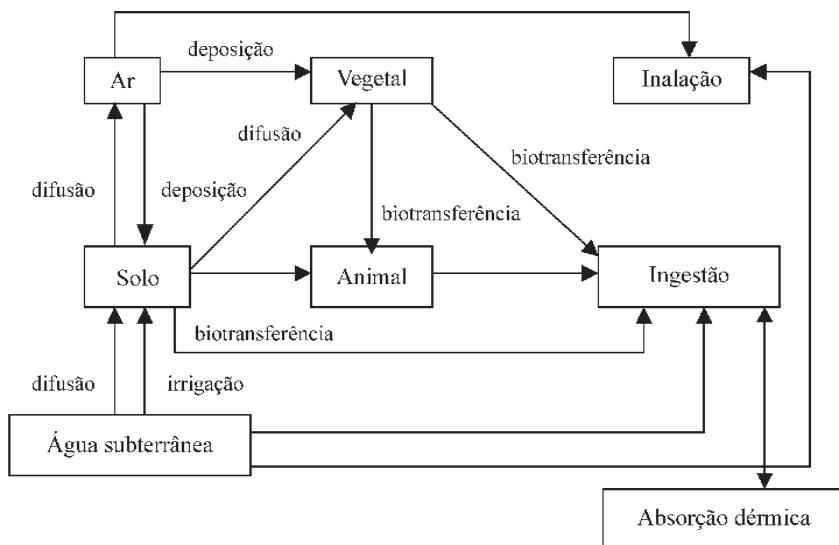 deposição
Ar
Vegetal
Inalação
difusão
biotransferência
difusão
deposição
biotransferência
Solo
Animal
Ingestão
biotransferência
difusão
irrigação
Água subterrânea
Absorção dérmica